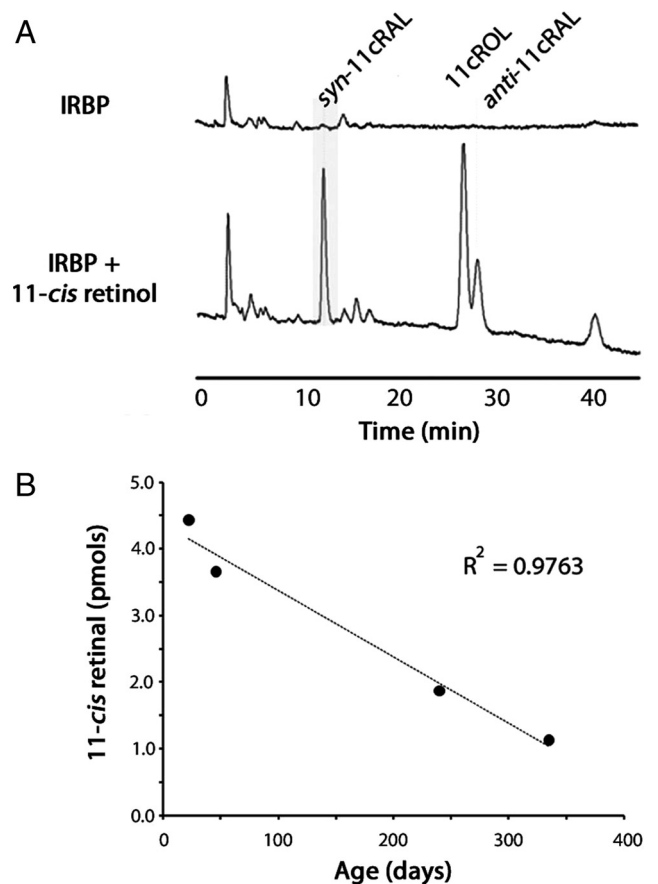 A
syn-11cRAL
11cROL
anti-11cRAL
IRBP
IRBP +
11-cis retinol
0 10 20 30 40
Time (min)
B
5.0
4.0
3.0
2.0
1.0
0.0
11-cis retinal (pmols)
R² = 0.9763
0 100 200 300 400
Age (days)